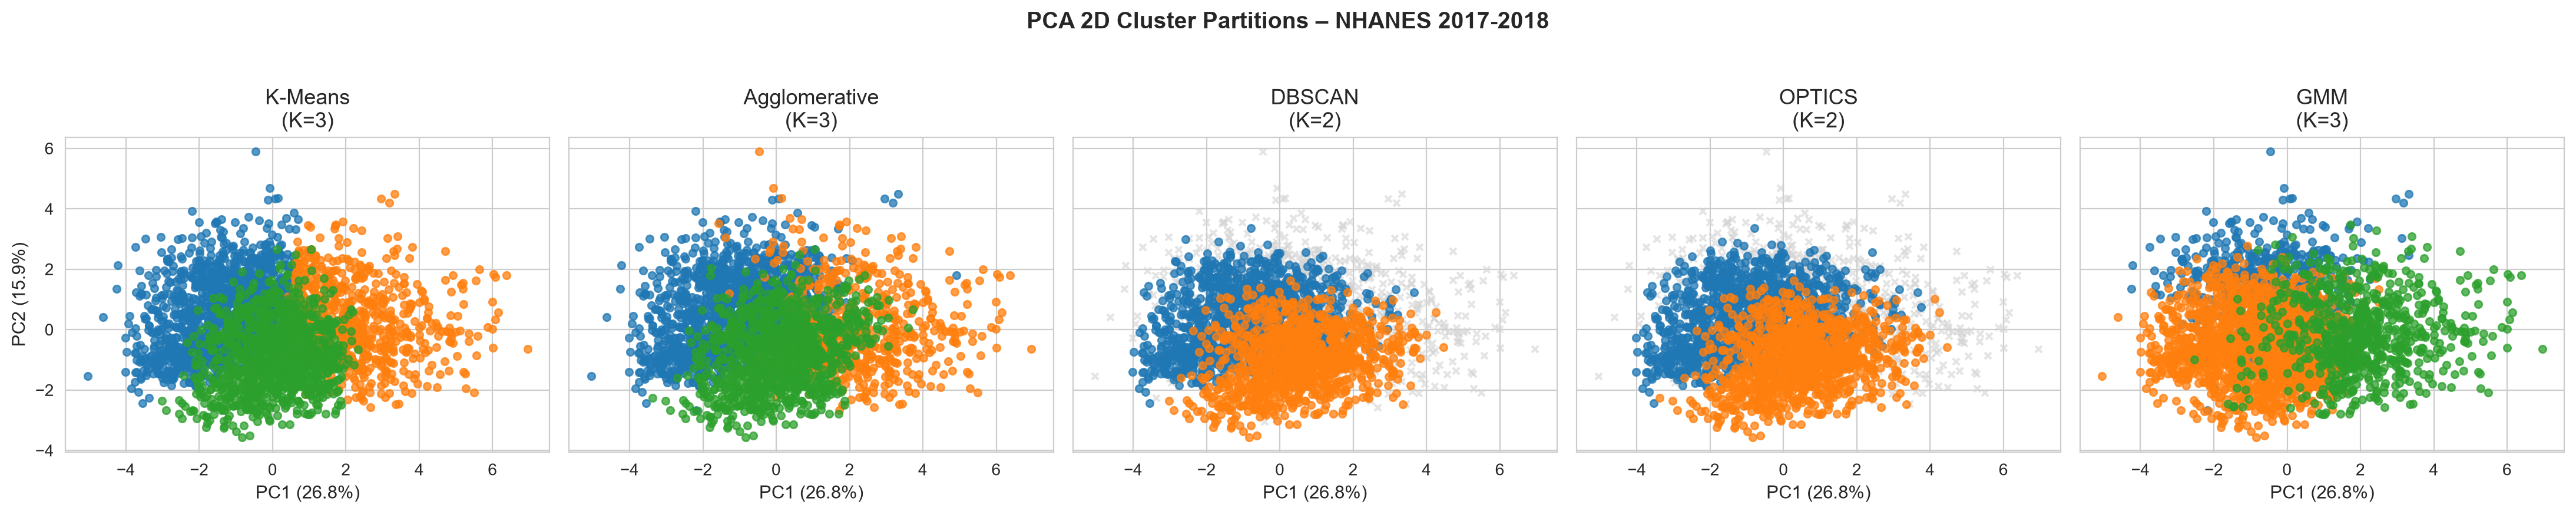 PCA 2D Cluster Partitions – NHANES 2017-2018
K-Means
(K=3)
Agglomerative
(K=3)
DBSCAN
(K=2)
OPTICS
(K=2)
GMM
(K=3)
PC2 (15.9%)
6
4
2
0
−2
−4
−4 −2 0 2 4 6
−4 −2 0 2 4 6
−4 −2 0 2 4 6
−4 −2 0 2 4 6
−4 −2 0 2 4 6
PC1 (26.8%)
PC1 (26.8%)
PC1 (26.8%)
PC1 (26.8%)
PC1 (26.8%)